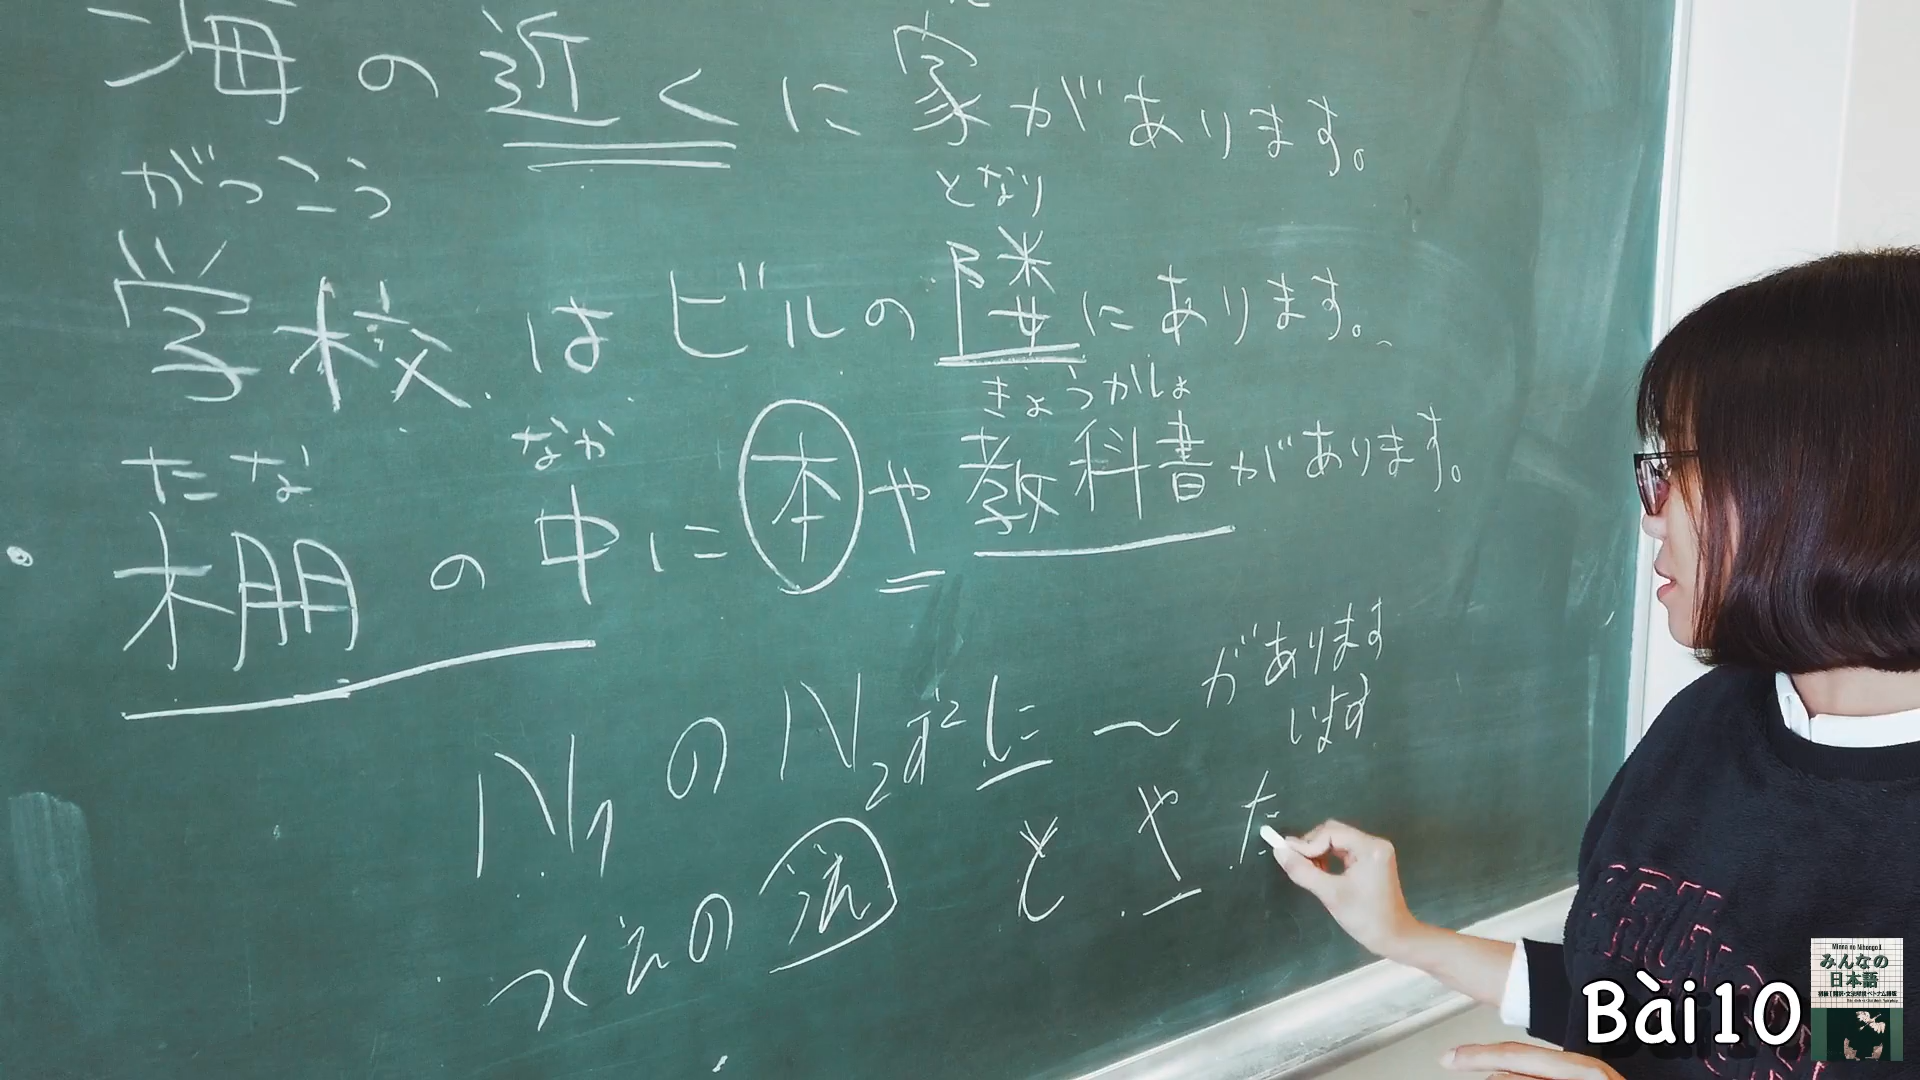 海の近くに家があります。
がっこう
となり
学校はビルの隣にあります。
きょうかしょ
たな なか
棚の中に本や教科書があります。
があります
N1のN2 に〜
います
と や た
つくえの
Bài10
Minna no Nihongo I
みんなの
日本語